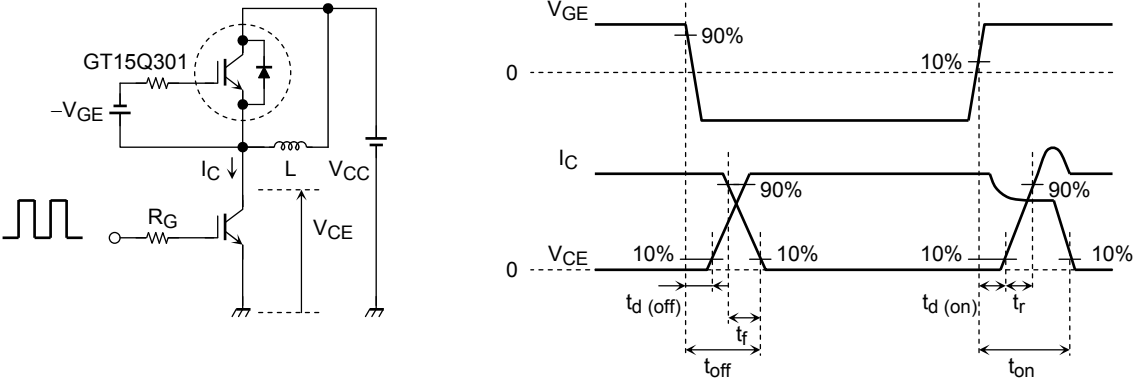 GT15Q301
−VGE
IC
L
VCC
RG
VCE
VGE
90%
10%
0
IC
90%
90%
VCE
10%
10%
10%
10%
0
td (off)
td (on)
tr
tf
toff
ton